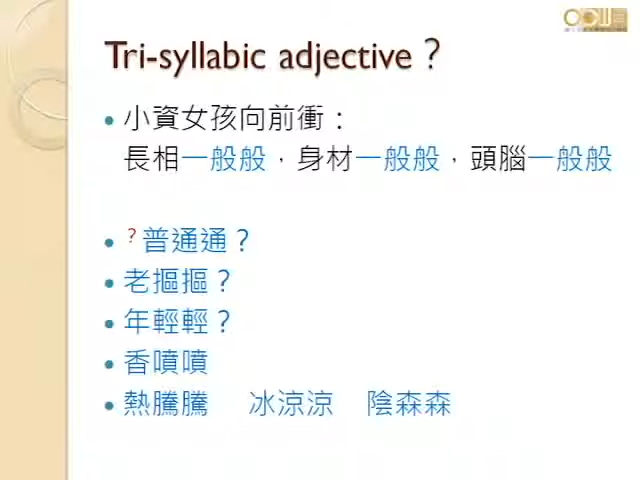 Tri-syllabic adjective？
小資女孩向前衝：
長相一般般，身材一般般，頭腦一般般
?普通通？
老摳摳？
年輕輕？
香噴噴
熱騰騰 冰涼涼 陰森森